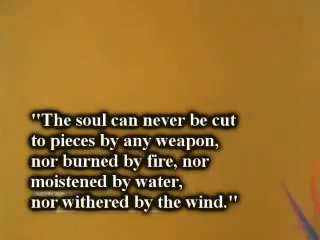 "The soul can never be cut
to pieces by any weapon,
nor burned by fire, nor
moistened by water,
nor withered by the wind."